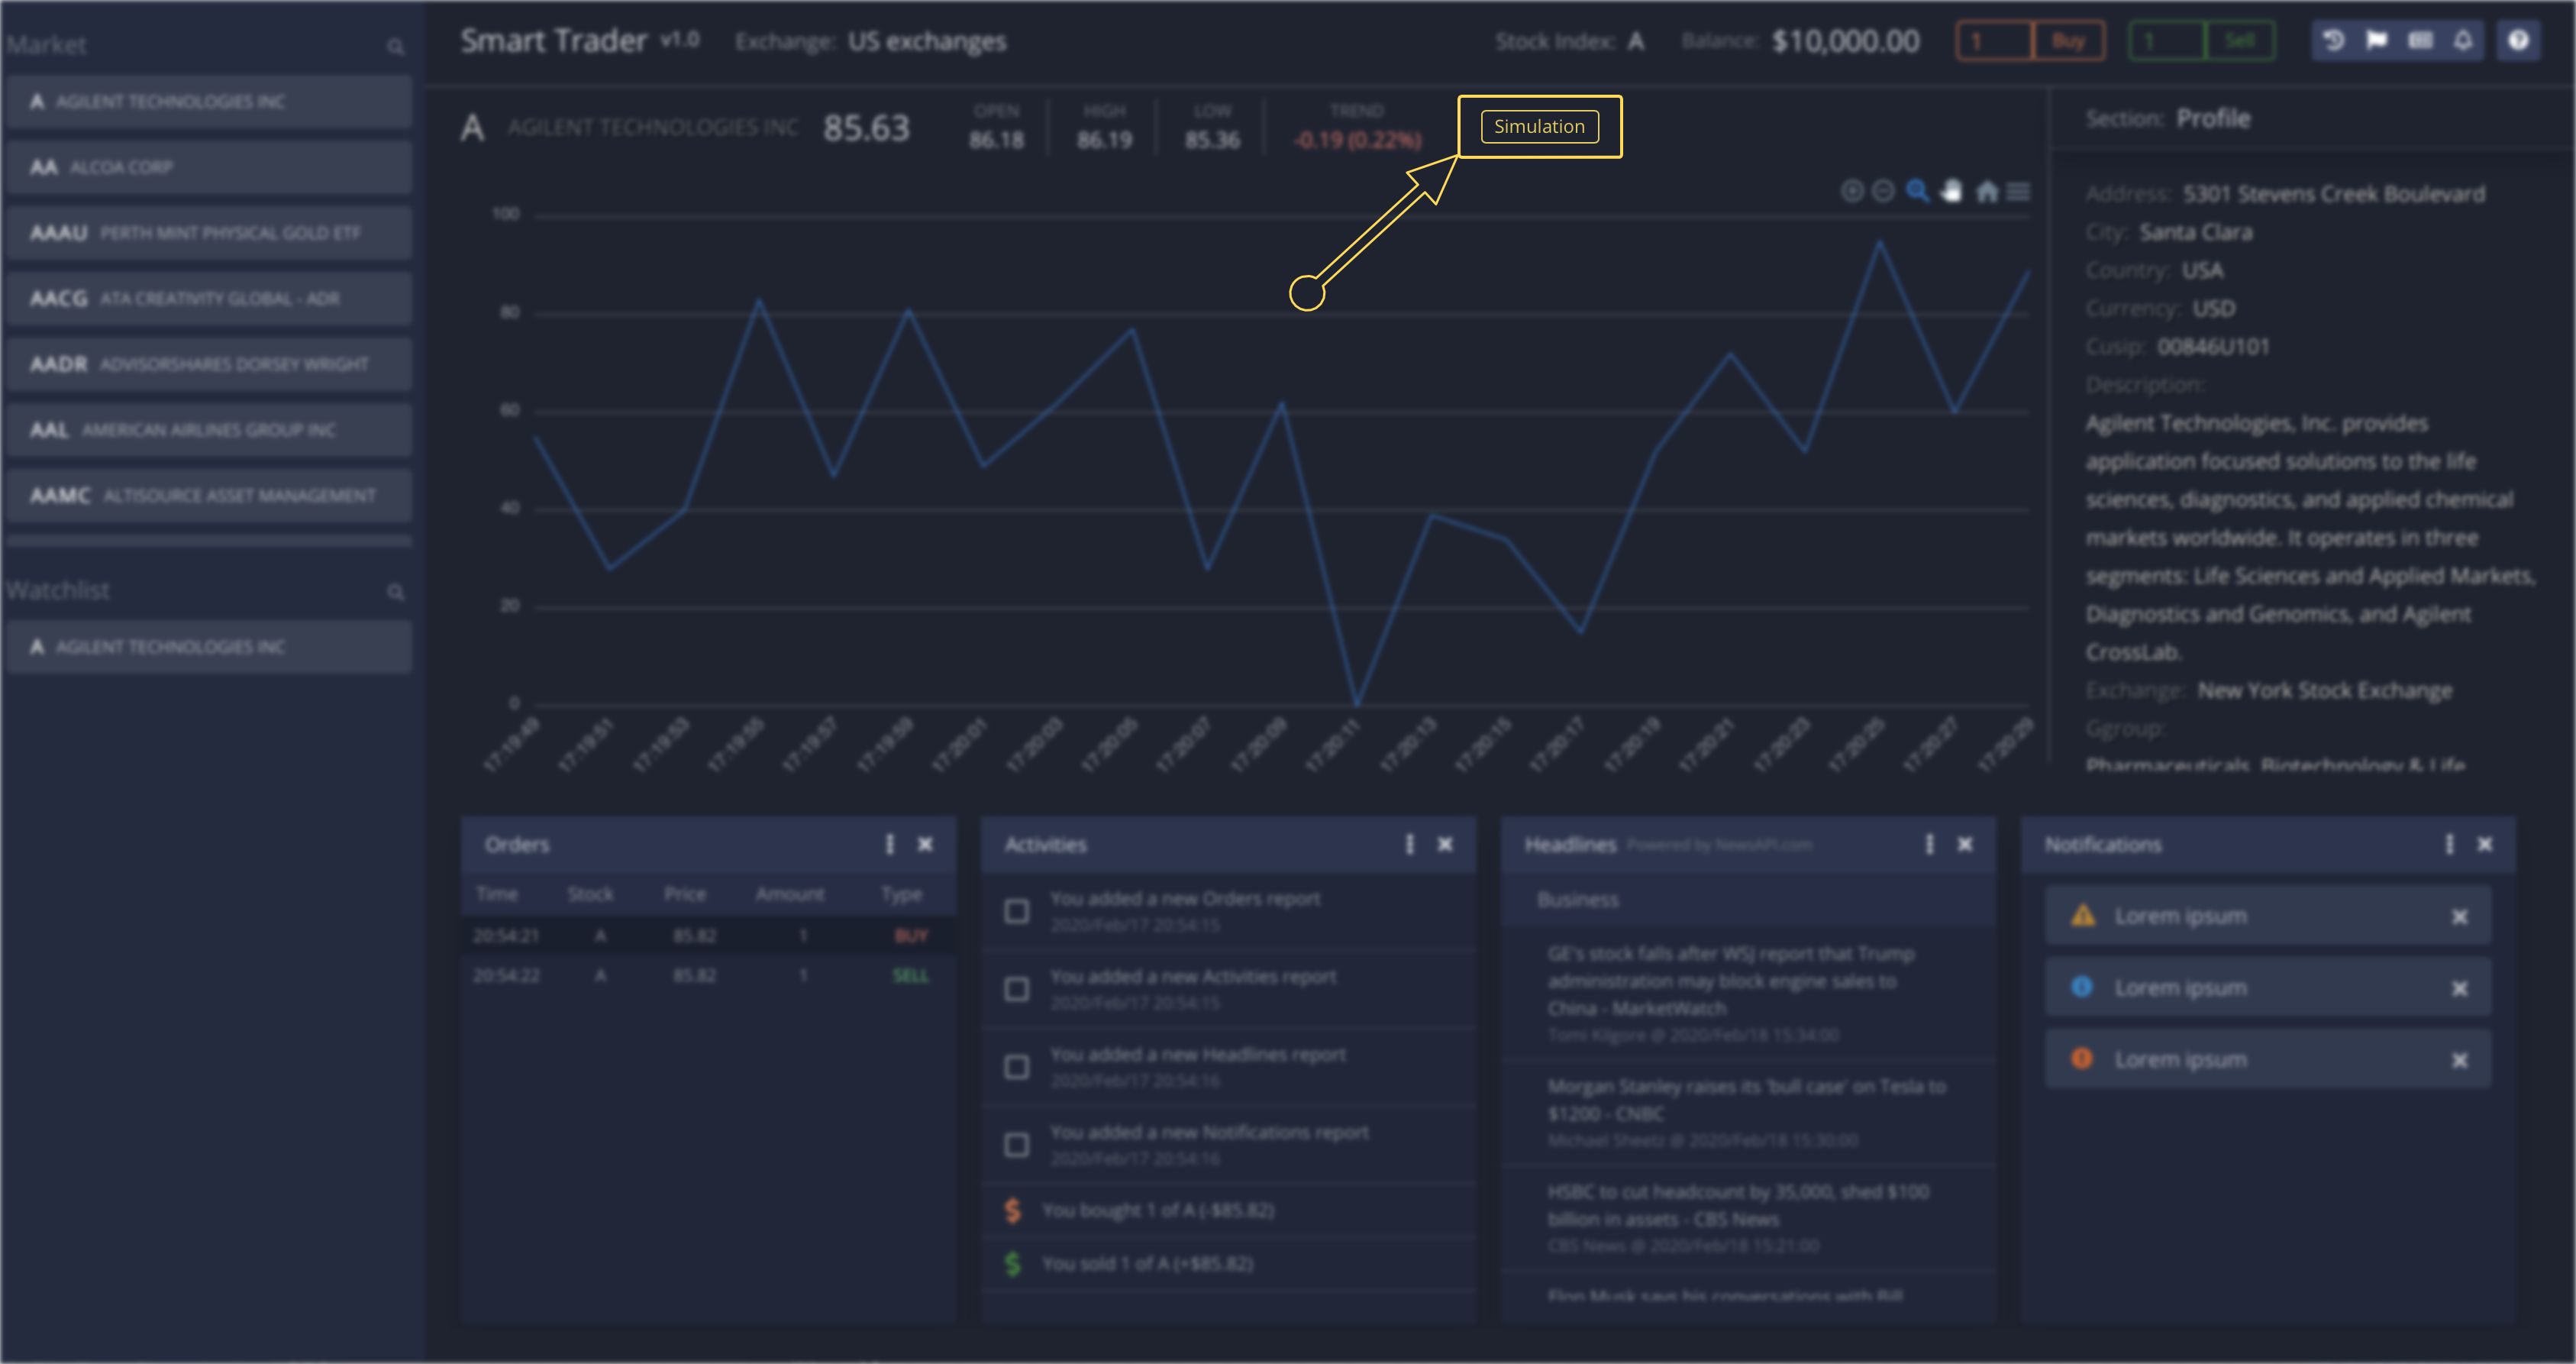 Market
A AGILENT TECHNOLOGIES INC
AA ALCOA CORP
AAAU PERTH MINT PHYSICAL GOLD ETF
AACG ATA CREATIVITY GLOBAL - ADR
AADR ADVISORSHARES DORSEY WRIGHT
AAL AMERICAN AIRLINES GROUP INC
AAMC ALTISOURCE ASSET MANAGEMENT
Watchlist
A AGILENT TECHNOLOGIES INC
Smart Trader v1.0 Exchange: US exchanges
Stock Index: A Balance: $10,000.00 1 Buy 1 Sell
A AGILENT TECHNOLOGIES INC 85.63
OPEN
86.18
HIGH
86.19
LOW
85.36
TREND
-0.19 (0.22%)
Simulation
100
80
60
40
20
0
17:19:49
17:19:51
17:19:53
17:19:55
17:19:57
17:19:59
17:20:01
17:20:03
17:20:05
17:20:07
17:20:09
17:20:11
17:20:13
17:20:15
17:20:17
17:20:19
17:20:21
17:20:23
17:20:25
17:20:27
17:20:29
Section: Profile
Address: 5301 Stevens Creek Boulevard
City: Santa Clara
Country: USA
Currency: USD
Cusip: 00846U101
Description:
Agilent Technologies, Inc. provides
application focused solutions to the life
sciences, diagnostics, and applied chemical
markets worldwide. It operates in three
segments: Life Sciences and Applied Markets,
Diagnostics and Genomics, and Agilent
CrossLab.
Exchange: New York Stock Exchange
Ggroup:
Pharmaceuticals, Biotechnology & Life
Orders
Time Stock Price Amount Type
20:54:21 A 85.82 1 BUY
20:54:22 A 85.82 1 SELL
Activities
You added a new Orders report
2020/Feb/17 20:54:15
You added a new Activities report
2020/Feb/17 20:54:15
You added a new Headlines report
2020/Feb/17 20:54:16
You added a new Notifications report
2020/Feb/17 20:54:16
$ You bought 1 of A (-$85.82)
$ You sold 1 of A (+$85.82)
Headlines Powered by NewsAPI.com
Business
GE's stock falls after WSJ report that Trump
administration may block engine sales to
China - MarketWatch
Tomi Kilgore @ 2020/Feb/18 15:34:00
Morgan Stanley raises its 'bull case' on Tesla to
$1200 - CNBC
Michael Sheetz @ 2020/Feb/18 15:30:00
HSBC to cut headcount by 35,000, shed $100
billion in assets - CBS News
CBS News @ 2020/Feb/18 15:21:00
Elon Musk says his conversations with Bill
Notifications
Lorem ipsum
Lorem ipsum
Lorem ipsum